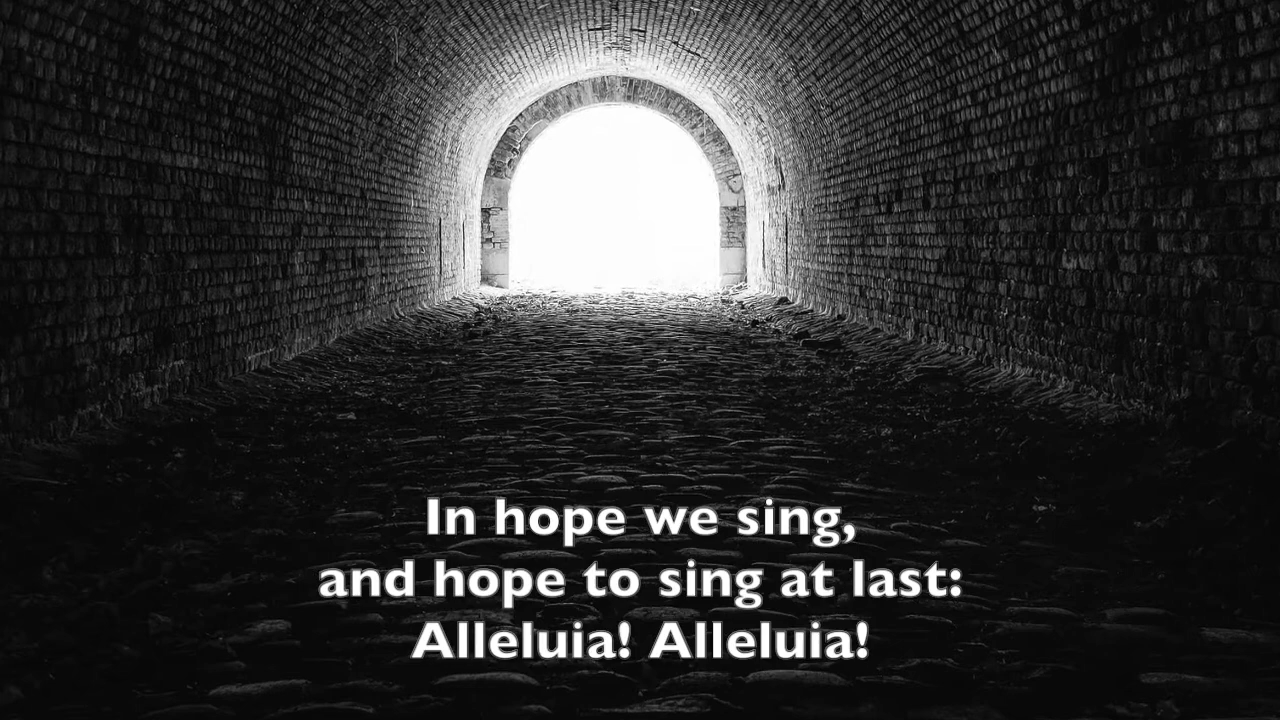 In hope we sing,
and hope to sing at last:
Alleluia! Alleluia!